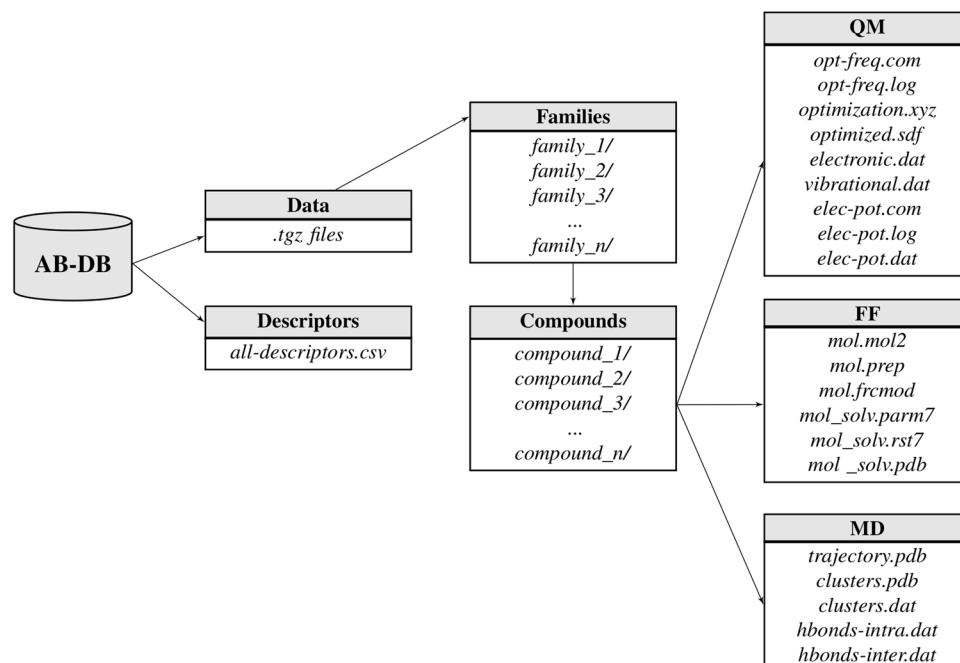 AB-DB
Data
.tgz files
Descriptors
all-descriptors.csv
Families
family_1/
family_2/
family_3/
...
family_n/
Compounds
compound_1/
compound_2/
compound_3/
...
compound_n/
QM
opt-freq.com
opt-freq.log
optimization.xyz
optimized.sdf
electronic.dat
vibrational.dat
elec-pot.com
elec-pot.log
elec-pot.dat
FF
mol.mol2
mol.prep
mol.frcmod
mol_solv.parm7
mol_solv.rst7
mol _solv.pdb
MD
trajectory.pdb
clusters.pdb
clusters.dat
hbonds-intra.dat
hbonds-inter.dat